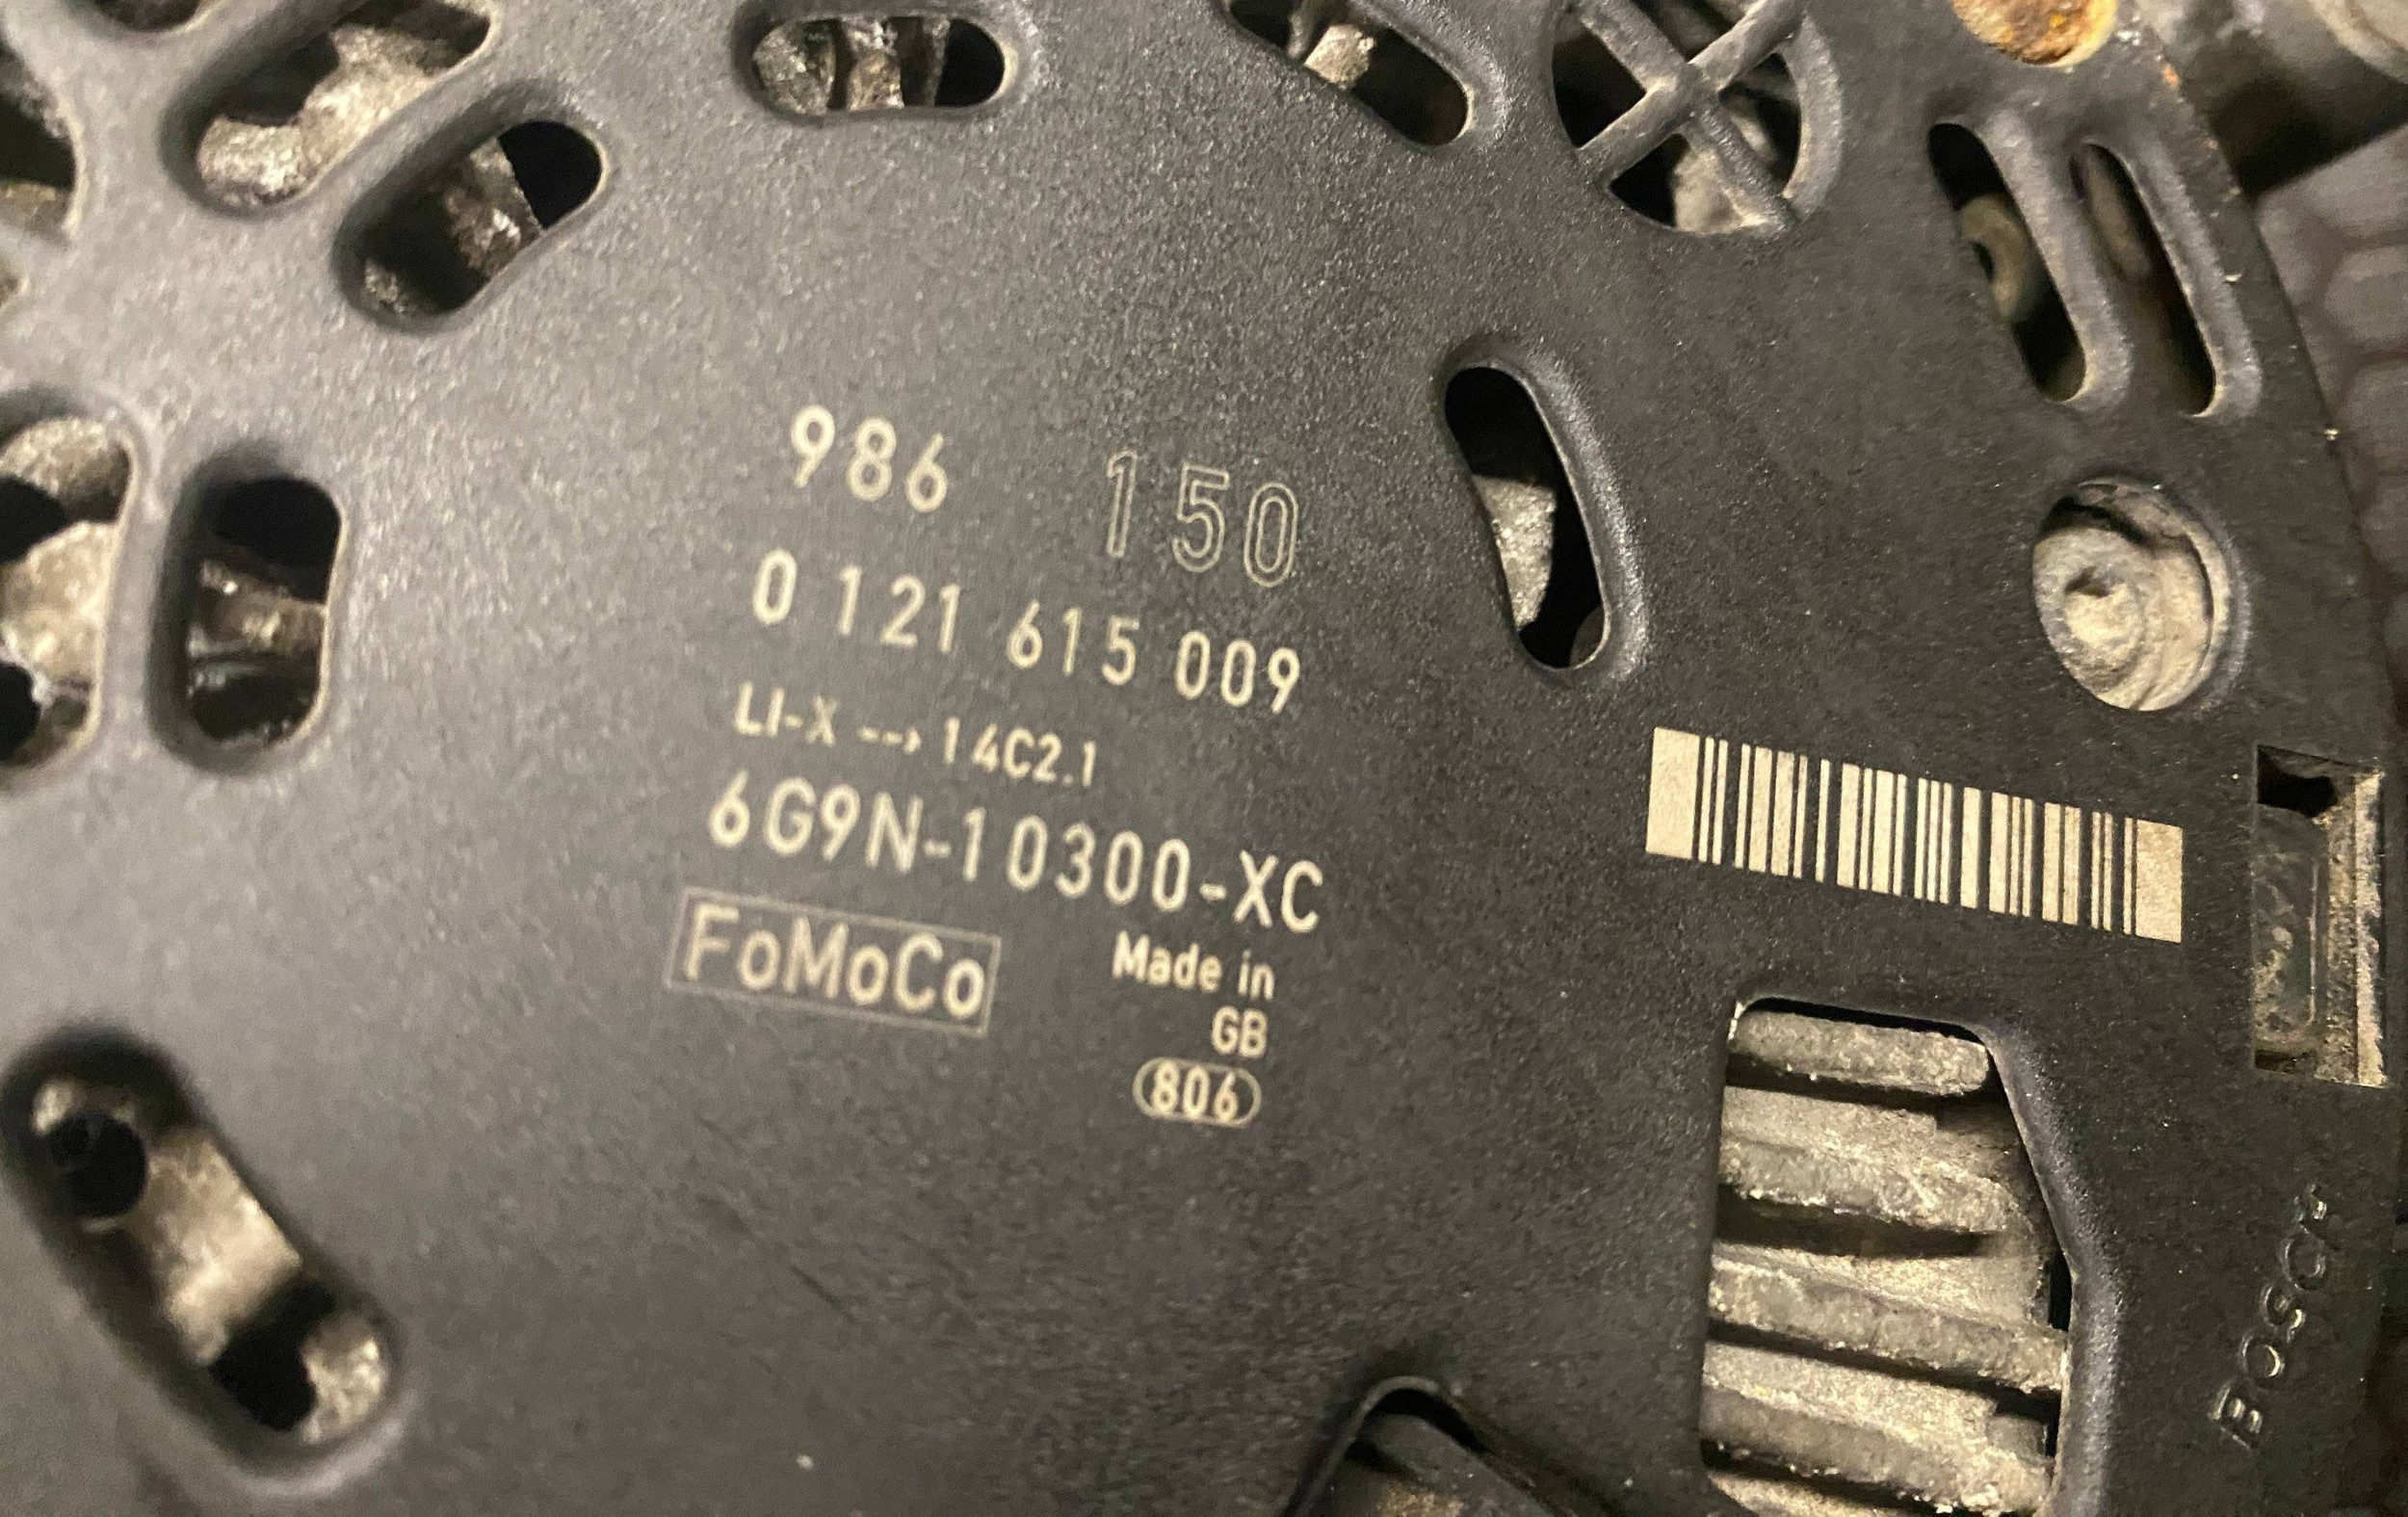 986 150
0 121 615 009
LI-X --> 14C2.1
6G9N-10300-XC
FoMoCo
Made in
GB
806
BOSCH